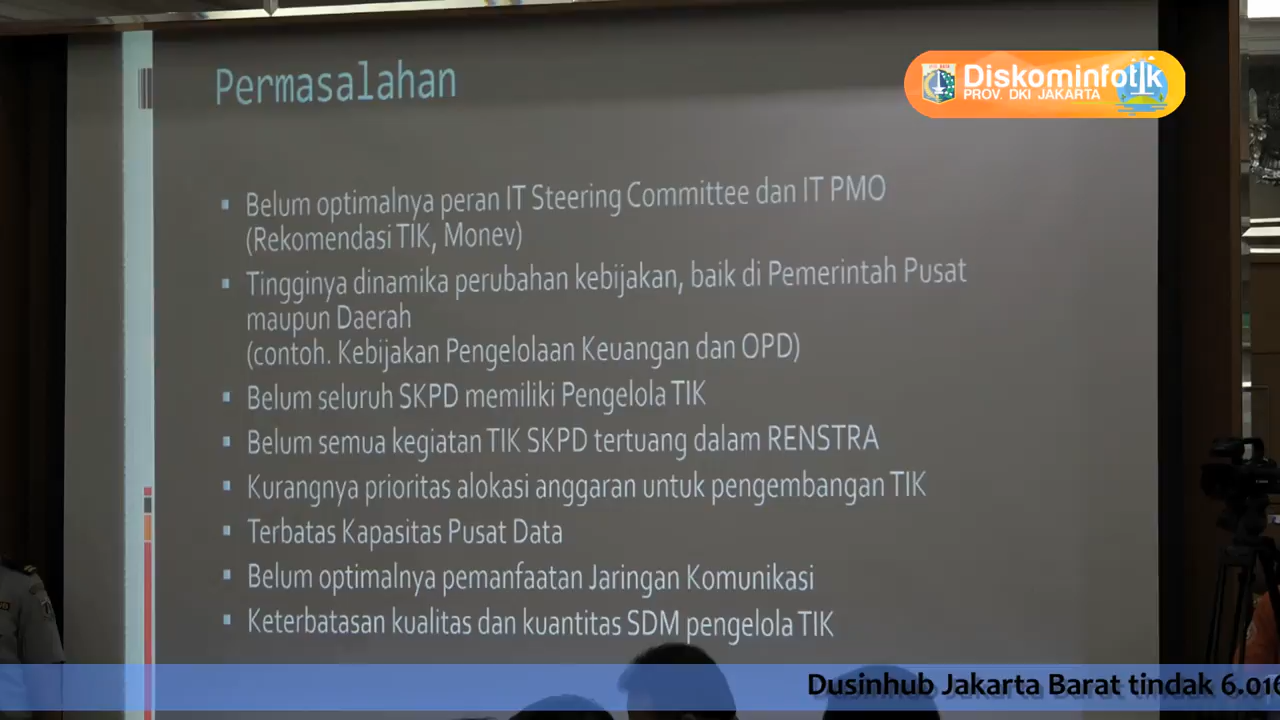 Permasalahan
Diskominfotik
PROV. DKI JAKARTA
▪ Belum optimalnya peran IT Steering Committee dan IT PMO
(Rekomendasi TIK, Monev)
▪ Tingginya dinamika perubahan kebijakan, baik di Pemerintah Pusat
maupun Daerah
(contoh. Kebijakan Pengelolaan Keuangan dan OPD)
▪ Belum seluruh SKPD memiliki Pengelola TIK
▪ Belum semua kegiatan TIK SKPD tertuang dalam RENSTRA
▪ Kurangnya prioritas alokasi anggaran untuk pengembangan TIK
▪ Terbatas Kapasitas Pusat Data
▪ Belum optimalnya pemanfaatan Jaringan Komunikasi
▪ Keterbatasan kualitas dan kuantitas SDM pengelola TIK
Dusinhub Jakarta Barat tindak 6.016